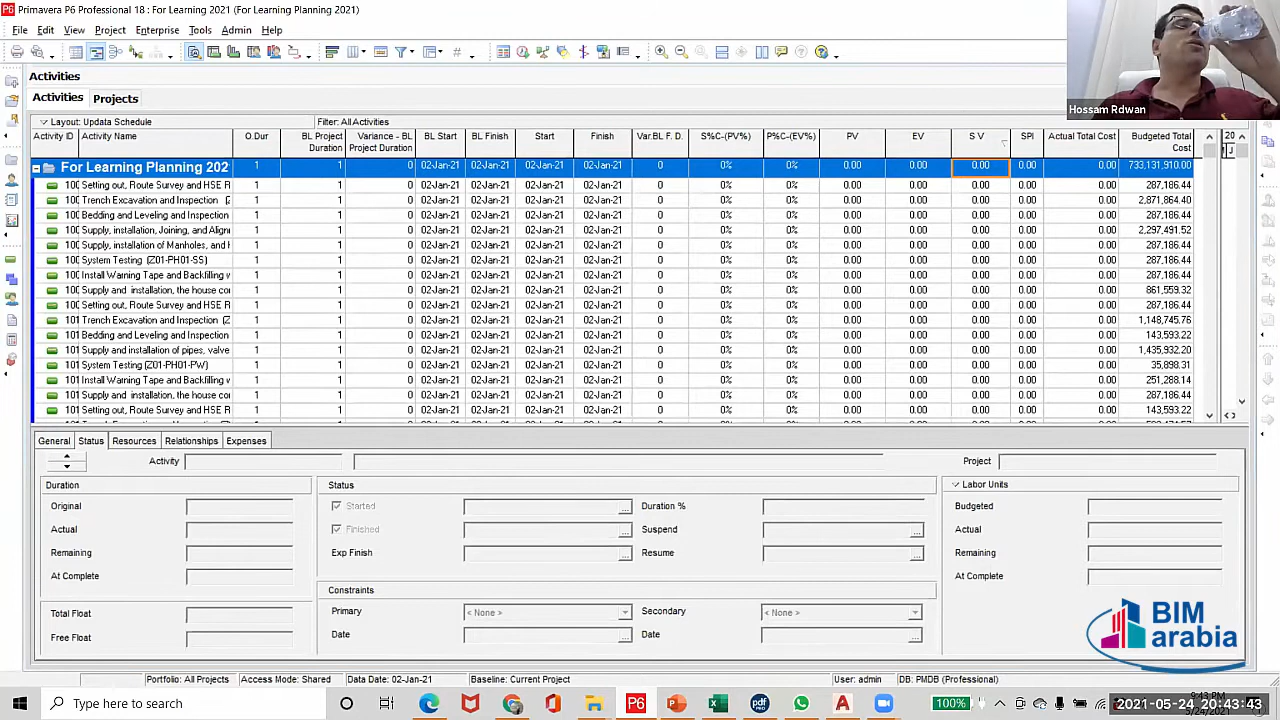 Primavera P6 Professional 18 : For Learning 2021 (For Learning Planning 2021)
File Edit View Project Enterprise Tools Admin Help
Hossam Rdwan
Activities
Activities Projects
Layout: Updata Schedule Filter: All Activities
Activity ID Activity Name O.Dur BL Project Duration Variance - BL Project Duration BL Start BL Finish Start Finish Var.BL F. D. S%C-(PV%) P%C-(EV%) PV EV S V SPI Actual Total Cost Budgeted Total Cost 20
J
For Learning Planning 202 1 1 0 02-Jan-21 02-Jan-21 02-Jan-21 02-Jan-21 0 0% 0% 0.00 0.00 0.00 0.00 0.00 733,131,910.00
100 Setting out, Route Survey and HSE R 1 1 0 02-Jan-21 02-Jan-21 02-Jan-21 02-Jan-21 0 0% 0% 0.00 0.00 0.00 0.00 0.00 287,186.44
100 Trench Excavation and Inspection (Z 1 1 0 02-Jan-21 02-Jan-21 02-Jan-21 02-Jan-21 0 0% 0% 0.00 0.00 0.00 0.00 0.00 2,871,864.40
100 Bedding and Leveling and Inspection 1 1 0 02-Jan-21 02-Jan-21 02-Jan-21 02-Jan-21 0 0% 0% 0.00 0.00 0.00 0.00 0.00 287,186.44
100 Supply, installation, Joining, and Align 1 1 0 02-Jan-21 02-Jan-21 02-Jan-21 02-Jan-21 0 0% 0% 0.00 0.00 0.00 0.00 0.00 2,297,491.52
100 Supply, installation of Manholes, and H 1 1 0 02-Jan-21 02-Jan-21 02-Jan-21 02-Jan-21 0 0% 0% 0.00 0.00 0.00 0.00 0.00 287,186.44
100 System Testing (Z01-PH01-SS) 1 1 0 02-Jan-21 02-Jan-21 02-Jan-21 02-Jan-21 0 0% 0% 0.00 0.00 0.00 0.00 0.00 287,186.44
100 Install Warning Tape and Backfilling w 1 1 0 02-Jan-21 02-Jan-21 02-Jan-21 02-Jan-21 0 0% 0% 0.00 0.00 0.00 0.00 0.00 287,186.44
100 Supply and installation, the house co 1 1 0 02-Jan-21 02-Jan-21 02-Jan-21 02-Jan-21 0 0% 0% 0.00 0.00 0.00 0.00 0.00 861,559.32
100 Setting out, Route Survey and HSE R 1 1 0 02-Jan-21 02-Jan-21 02-Jan-21 02-Jan-21 0 0% 0% 0.00 0.00 0.00 0.00 0.00 287,186.44
101 Trench Excavation and Inspection (Z 1 1 0 02-Jan-21 02-Jan-21 02-Jan-21 02-Jan-21 0 0% 0% 0.00 0.00 0.00 0.00 0.00 1,148,745.76
101 Bedding and Leveling and Inspection 1 1 0 02-Jan-21 02-Jan-21 02-Jan-21 02-Jan-21 0 0% 0% 0.00 0.00 0.00 0.00 0.00 143,593.22
101 Supply and installation of pipes, valve 1 1 0 02-Jan-21 02-Jan-21 02-Jan-21 02-Jan-21 0 0% 0% 0.00 0.00 0.00 0.00 0.00 1,435,932.20
101 System Testing (Z01-PH01-PW) 1 1 0 02-Jan-21 02-Jan-21 02-Jan-21 02-Jan-21 0 0% 0% 0.00 0.00 0.00 0.00 0.00 35,898.31
101 Install Warning Tape and Backfilling w 1 1 0 02-Jan-21 02-Jan-21 02-Jan-21 02-Jan-21 0 0% 0% 0.00 0.00 0.00 0.00 0.00 251,288.14
101 Supply and installation, the house co 1 1 0 02-Jan-21 02-Jan-21 02-Jan-21 02-Jan-21 0 0% 0% 0.00 0.00 0.00 0.00 0.00 287,186.44
101 Setting out, Route Survey and HSE R 1 1 0 02-Jan-21 02-Jan-21 02-Jan-21 02-Jan-21 0 0% 0% 0.00 0.00 0.00 0.00 0.00 143,593.22
General Status Resources Relationships Expenses
Activity Project
Duration Status Labor Units
Original Started Duration % Budgeted
Actual Finished Suspend Actual
Remaining Exp Finish Resume Remaining
At Complete At Complete
Constraints
Total Float Primary < None > Secondary < None >
Free Float Date Date
BIM
arabia
Portfolio: All Projects Access Mode: Shared Data Date: 02-Jan-21 Baseline: Current Project User: admin DB: PMDB (Professional)
Type here to search P6 100% 9:43 PM
2021-05-24 20:43:43